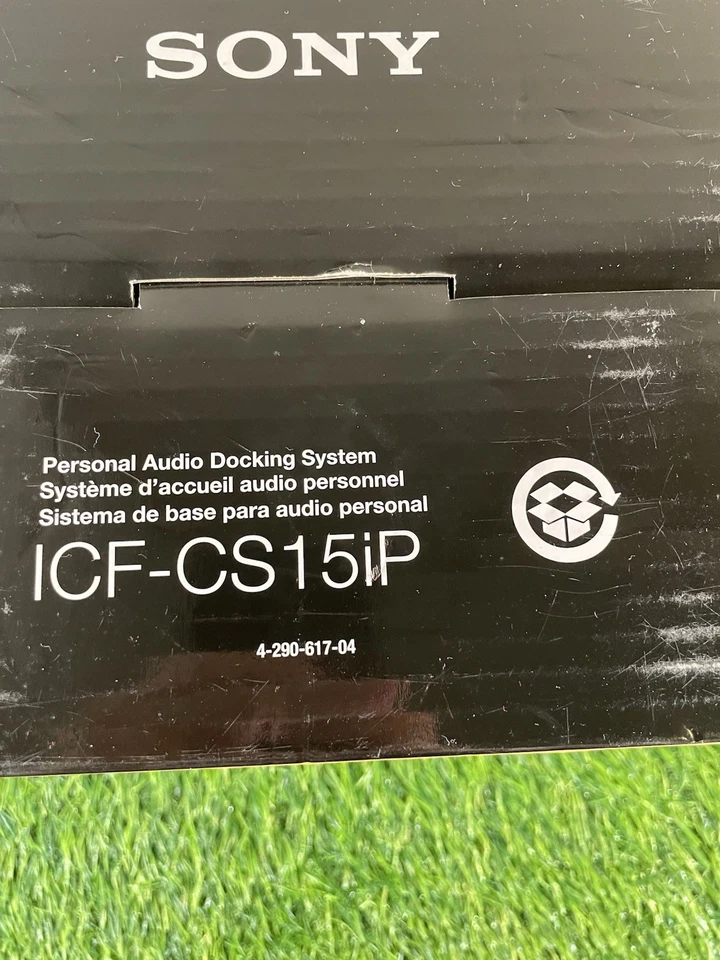 SONY
Personal Audio Docking System
Système d'accueil audio personnel
Sistema de base para audio personal
ICF-CS15iP
4-290-617-04